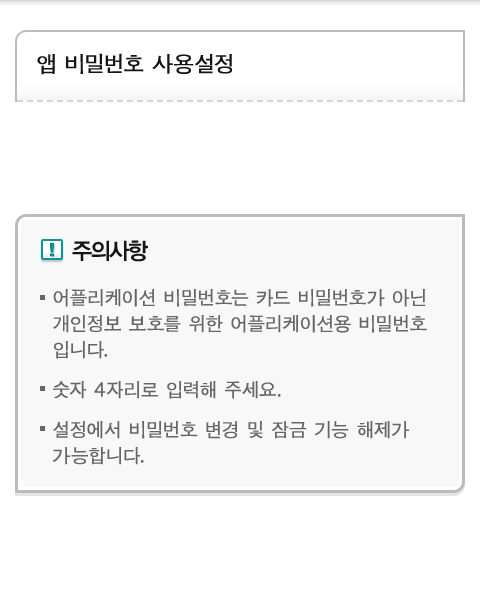 앱 비밀번호 사용설정
주의사항
어플리케이션 비밀번호는 카드 비밀번호가 아닌
개인정보 보호를 위한 어플리케이션용 비밀번호
입니다.
숫자 4자리로 입력해 주세요.
설정에서 비밀번호 변경 및 잠금 기능 해제가
가능합니다.